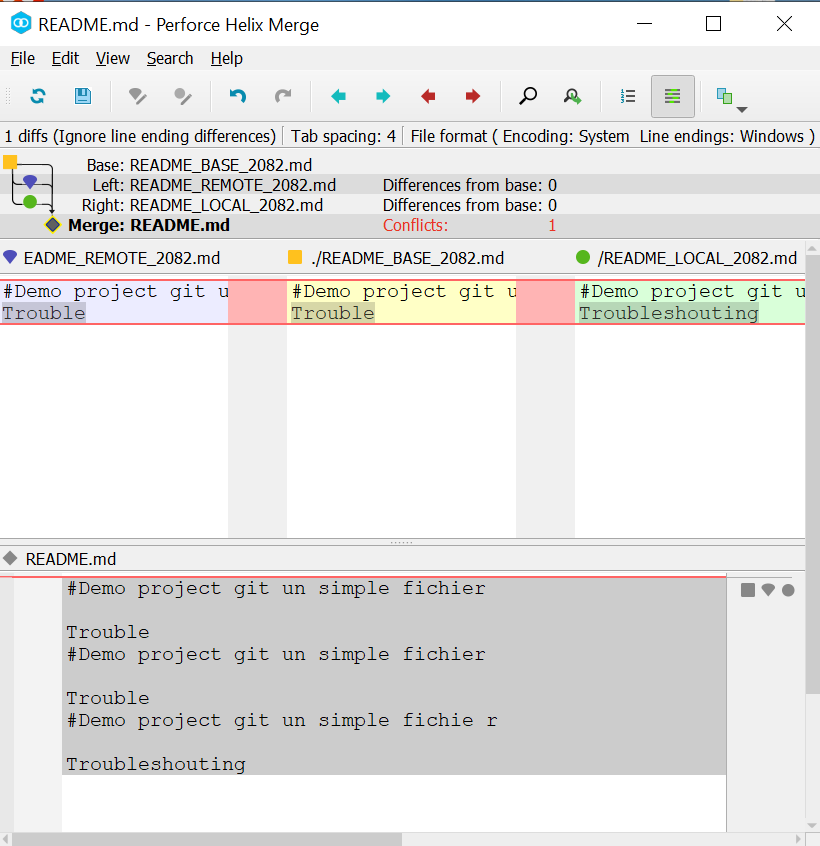 README.md - Perforce Helix Merge
File Edit View Search Help
1 diffs (Ignore line ending differences) Tab spacing: 4 File format ( Encoding: System Line endings: Windows )
Base: README_BASE_2082.md
Left: README_REMOTE_2082.md Differences from base: 0
Right: README_LOCAL_2082.md Differences from base: 0
Merge: README.md Conflicts: 1
EADME_REMOTE_2082.md ./README_BASE_2082.md /README_LOCAL_2082.md
#Demo project git u #Demo project git u #Demo project git u
Trouble Trouble Troubleshouting
README.md
#Demo project git un simple fichier
Trouble
#Demo project git un simple fichier
Trouble
#Demo project git un simple fichie r
Troubleshouting